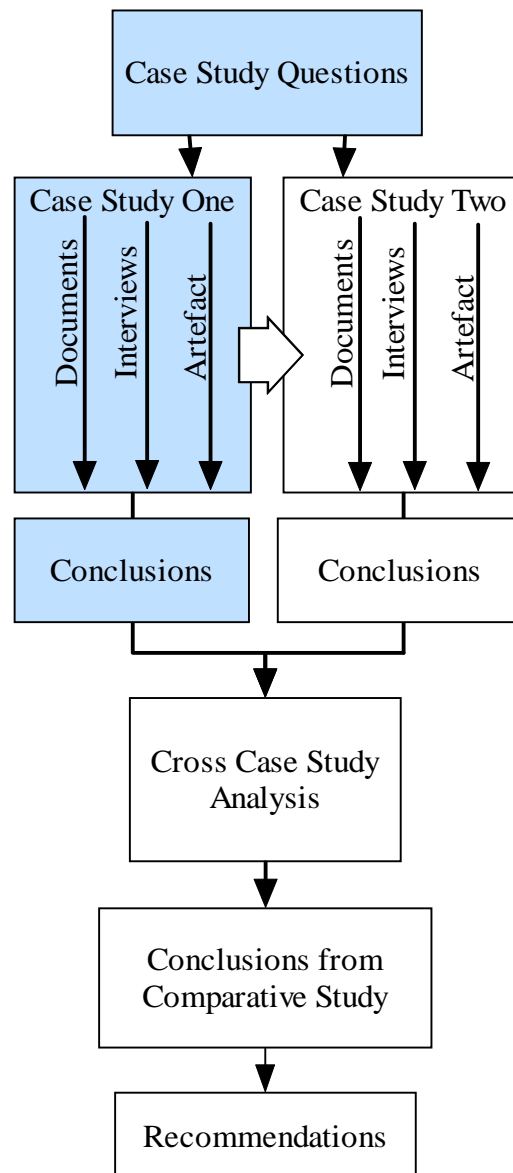 Case Study Questions
Case Study One
Documents
Interviews
Artefact
Case Study Two
Documents
Interviews
Artefact
Conclusions
Conclusions
Cross Case Study
Analysis
Conclusions from
Comparative Study
Recommendations